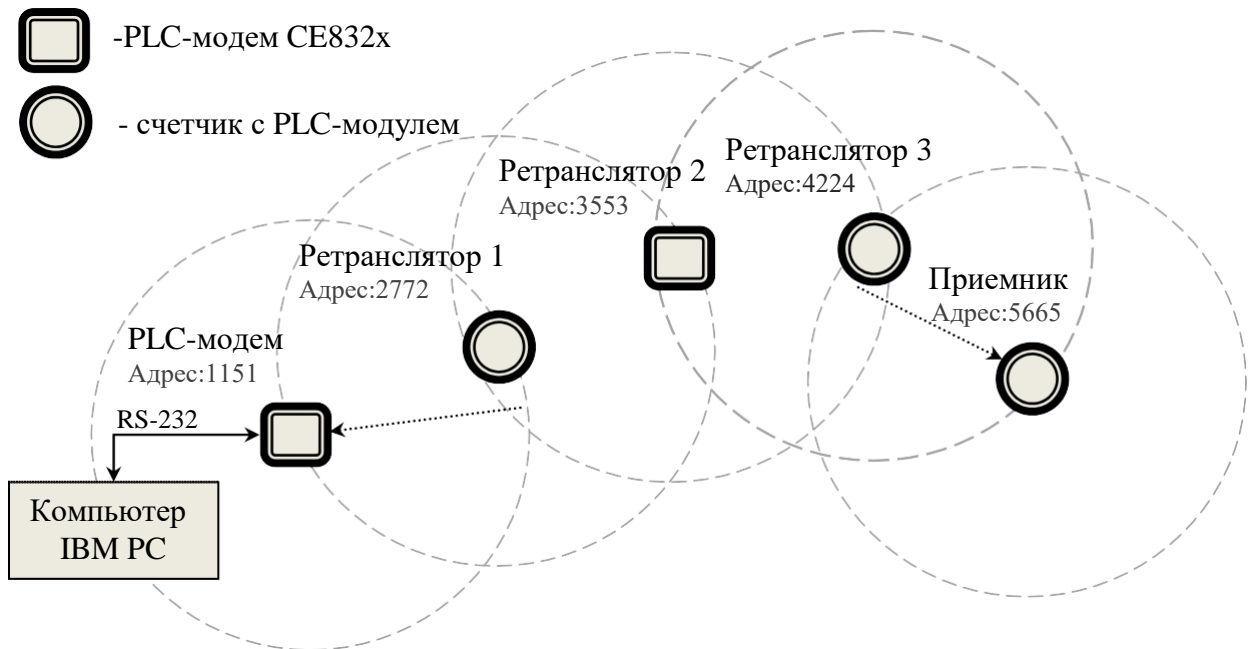 -PLC-модем CE832x
- счетчик с PLC-модулем
Ретранслятор 3
Адрес:4224
Ретранслятор 2
Адрес:3553
Ретранслятор 1
Адрес:2772
Приемник
Адрес:5665
PLC-модем
Адрес:1151
RS-232
Компьютер
IBM PC